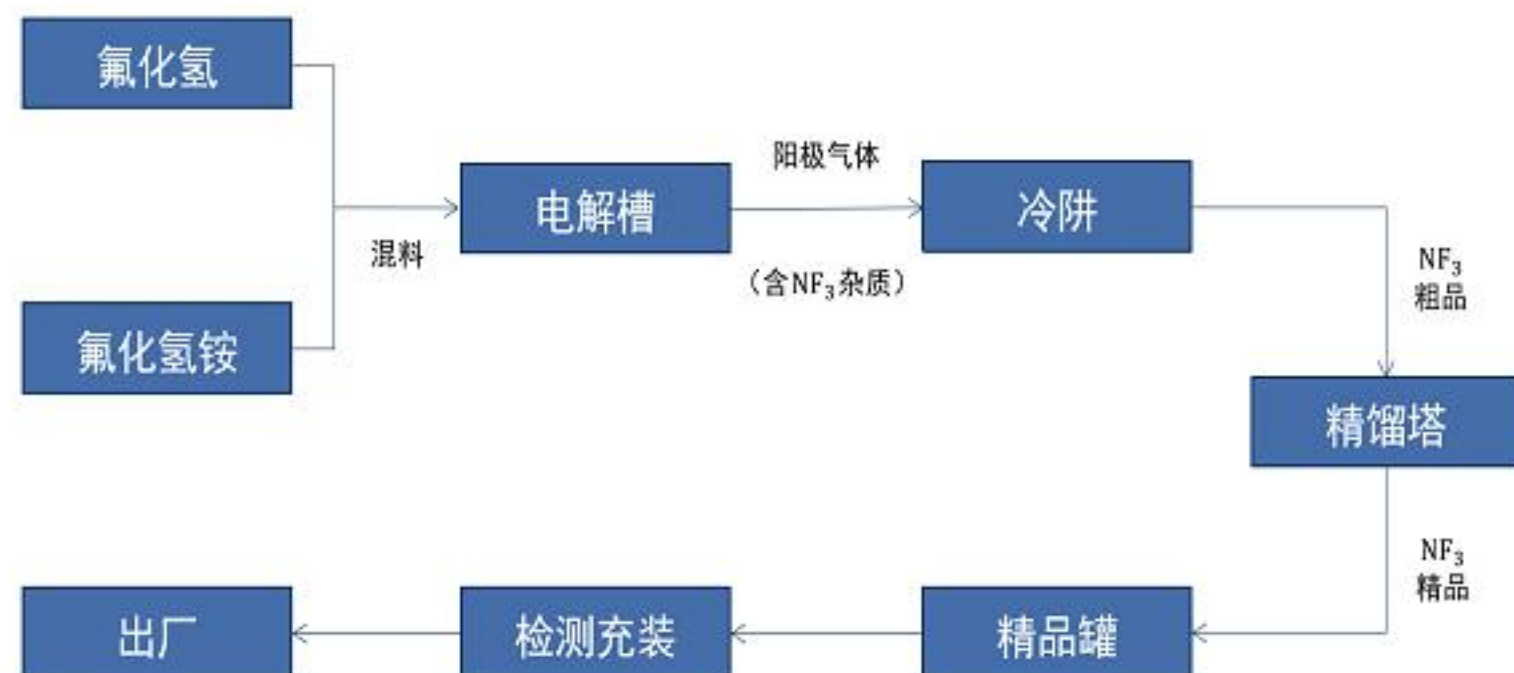 氟化氢
氟化氢铵
混料
电解槽
阳极气体
（含NF₃杂质）
冷阱
NF₃
粗品
精馏塔
NF₃
精品
精品罐
检测充装
出厂